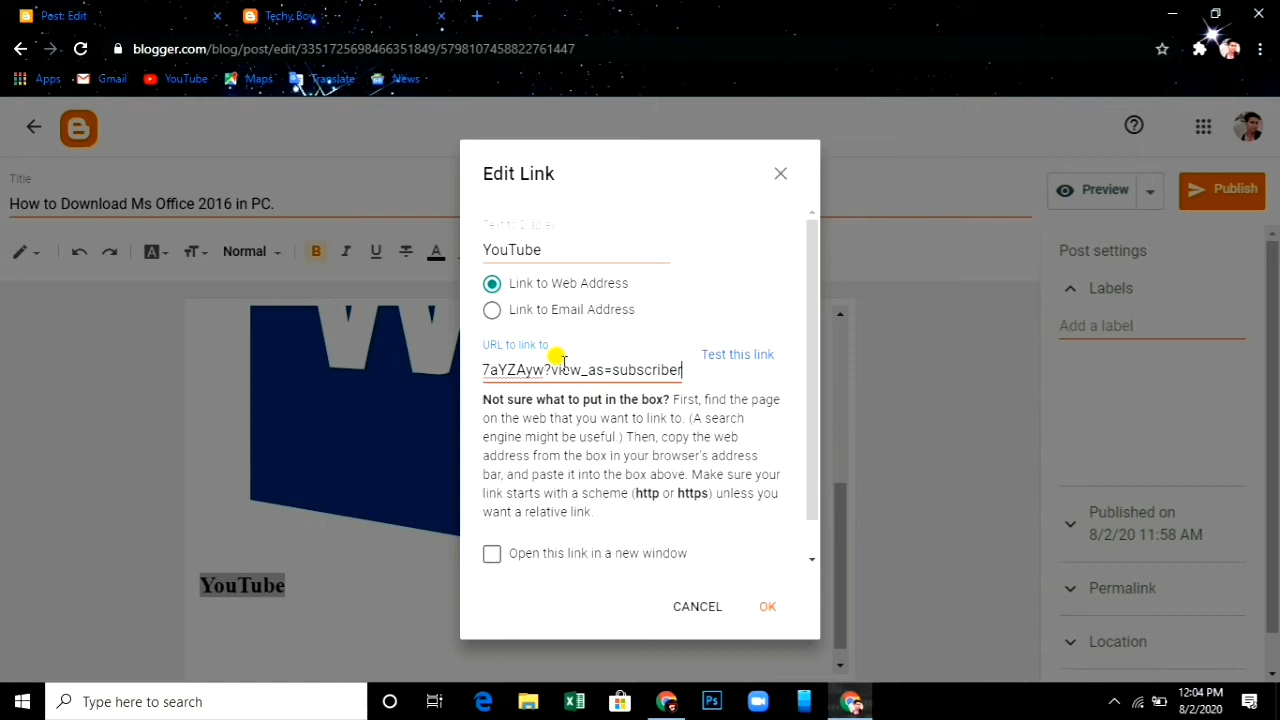 Post: Edit
Techy Boy
blogger.com/blog/post/edit/3351725698466351849/5798107458822761447
Apps Gmail YouTube Maps Translate News
Edit Link
Title
How to Download Ms Office 2016 in PC.
Preview
Publish
Text to Display
YouTube
Normal
B I U A
Post settings
Link to Web Address
Labels
Link to Email Address
Add a label
URL to link to
Test this link
7aYZAyw?view_as=subscriber
Not sure what to put in the box? First, find the page
on the web that you want to link to. (A search
engine might be useful.) Then, copy the web
address from the box in your browser's address
bar, and paste it into the box above. Make sure your
link starts with a scheme (http or https) unless you
want a relative link.
Published on
8/2/20 11:58 AM
Open this link in a new window
YouTube
Permalink
CANCEL OK
Location
Type here to search
12:04 PM
8/2/2020